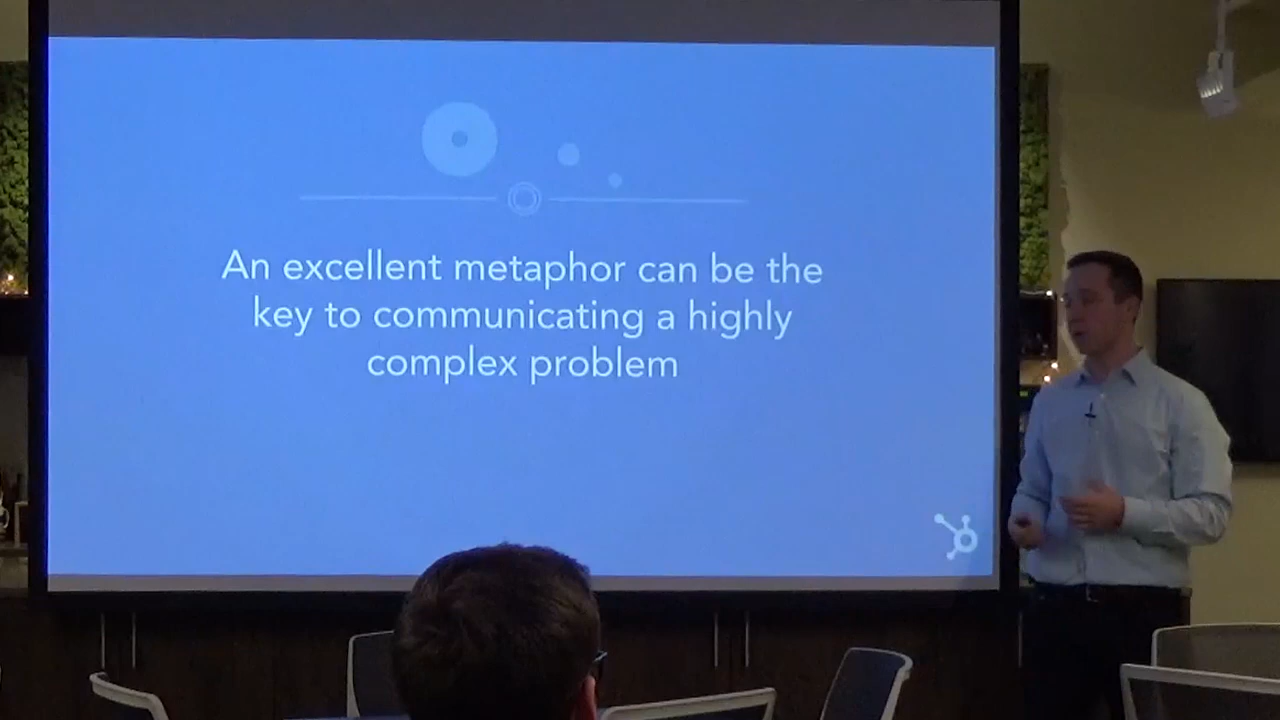 An excellent metaphor can be the
key to communicating a highly
complex problem